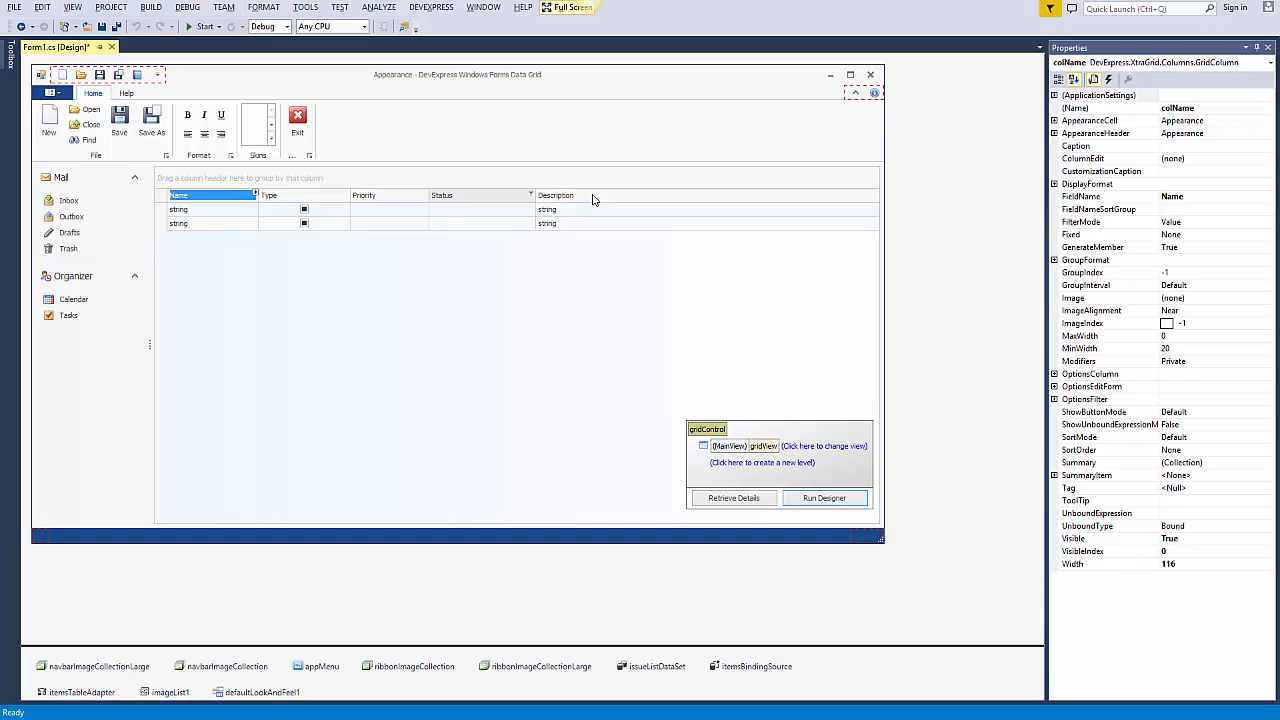 FILE EDIT VIEW PROJECT BUILD DEBUG TEAM FORMAT TOOLS TEST ANALYZE DEVEXPRESS WINDOW HELP Full Screen Quick Launch (Ctrl+Q) Sign in
Start Debug Any CPU
Form1.cs [Design]*
Toolbox
Appearance - DevExpress Windows Forms Data Grid
Home Help
New
Open
Close
Find
Save
Save As
B I U
Exit
File Format Skins ...
Mail
Inbox
Outbox
Drafts
Trash
Organizer
Calendar
Tasks
Drag a column header here to group by that column
Name Type Priority Status Description
string string
string string
gridControl
(MainView) gridView (Click here to change view)
(Click here to create a new level)
Retrieve Details Run Designer
navbarImageCollectionLarge navbarImageCollection appMenu ribbonImageCollection ribbonImageCollectionLarge issueListDataSet itemsBindingSource
itemsTableAdapter imageList1 defaultLookAndFeel1
Properties
colName DevExpress.XtraGrid.Columns.GridColumn
(ApplicationSettings)
(Name) colName
AppearanceCell Appearance
AppearanceHeader Appearance
Caption
ColumnEdit (none)
CustomizationCaption
DisplayFormat
FieldName Name
FieldNameSortGroup
FilterMode Value
Fixed None
GenerateMember True
GroupFormat
GroupIndex -1
GroupInterval Default
Image (none)
ImageAlignment Near
ImageIndex -1
MaxWidth 0
MinWidth 20
Modifiers Private
OptionsColumn
OptionsEditForm
OptionsFilter
ShowButtonMode Default
ShowUnboundExpressionM False
SortMode Default
SortOrder None
Summary (Collection)
SummaryItem <None>
Tag <Null>
ToolTip
UnboundExpression
UnboundType Bound
Visible True
VisibleIndex 0
Width 116
Ready